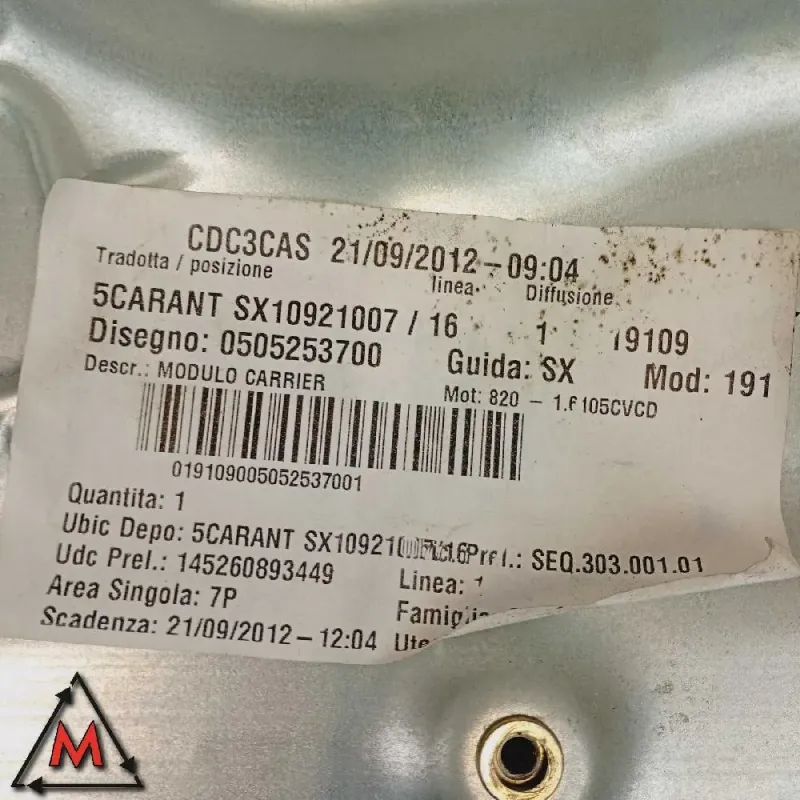 CDC3CAS 21/09/2012-09:04
Tradotta / posizione linea. Diffusione
5CARANT SX10921007 / 16 1 19109
Disegno: 0505253700 Guida: SX Mod: 191
Descr.: MODULO CARRIER Mot: 820 - 1.6 105CVCD
019109005052537001
Quantita: 1
Ubic Depo: 5CARANT SX10921 SEQ.303.001.01
Udc Prel.: 145260893449 Linea: 1
Area Singola: 7P
Scadenza: 21/09/2012-12:04
M